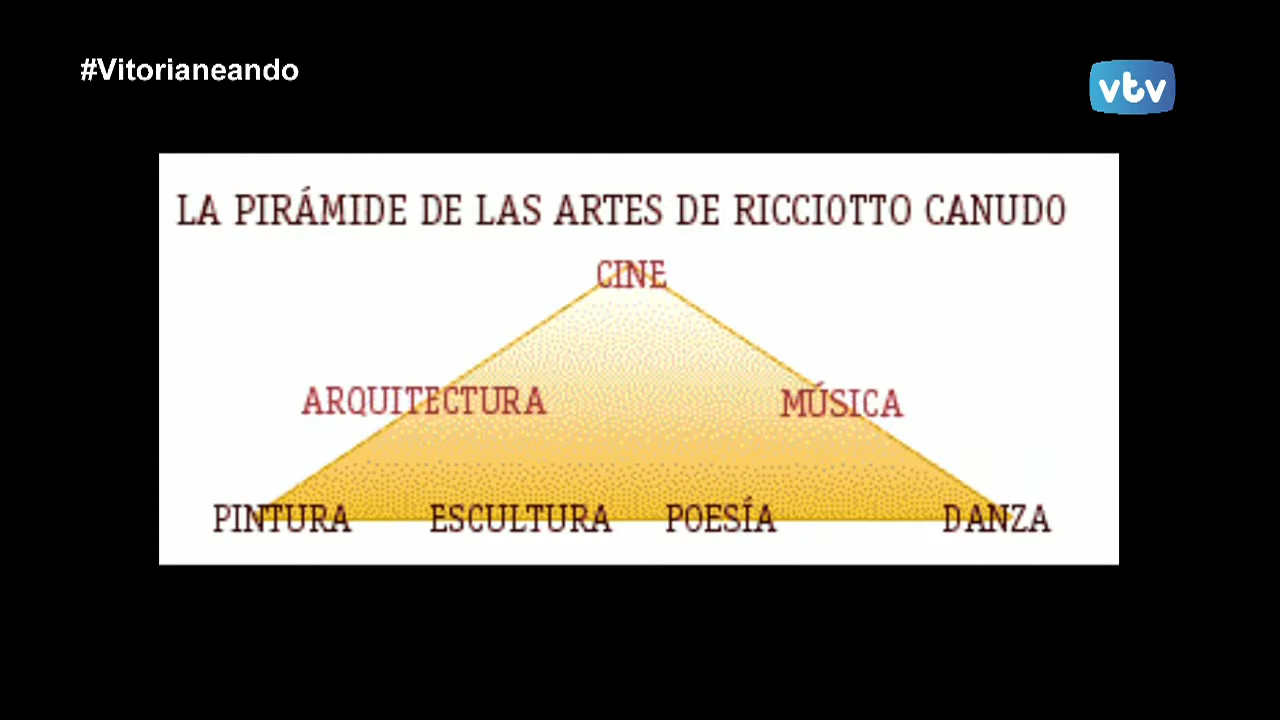 #Vitorianeando
vtv
LA PIRÁMIDE DE LAS ARTES DE RICCIOTTO CANUDO
CINE
ARQUITECTURA MÚSICA
PINTURA ESCULTURA POESÍA DANZA